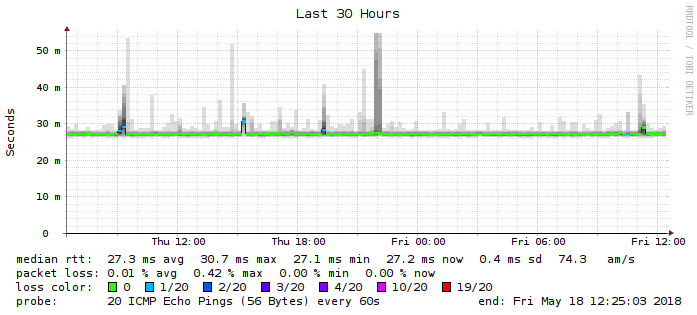 Last 30 Hours
RRDTOOL / TOBI OETIKER
Seconds
50 m
40 m
30 m
20 m
10 m
0
Thu 12:00 Thu 18:00 Fri 00:00 Fri 06:00 Fri 12:00
median rtt: 27.3 ms avg 30.7 ms max 27.1 ms min 27.2 ms now 0.4 ms sd 74.3 am/s
packet loss: 0.01 % avg 0.42 % max 0.00 % min 0.00 % now
loss color: 0 1/20 2/20 3/20 4/20 10/20 19/20
probe: 20 ICMP Echo Pings (56 Bytes) every 60s end: Fri May 18 12:25:03 2018